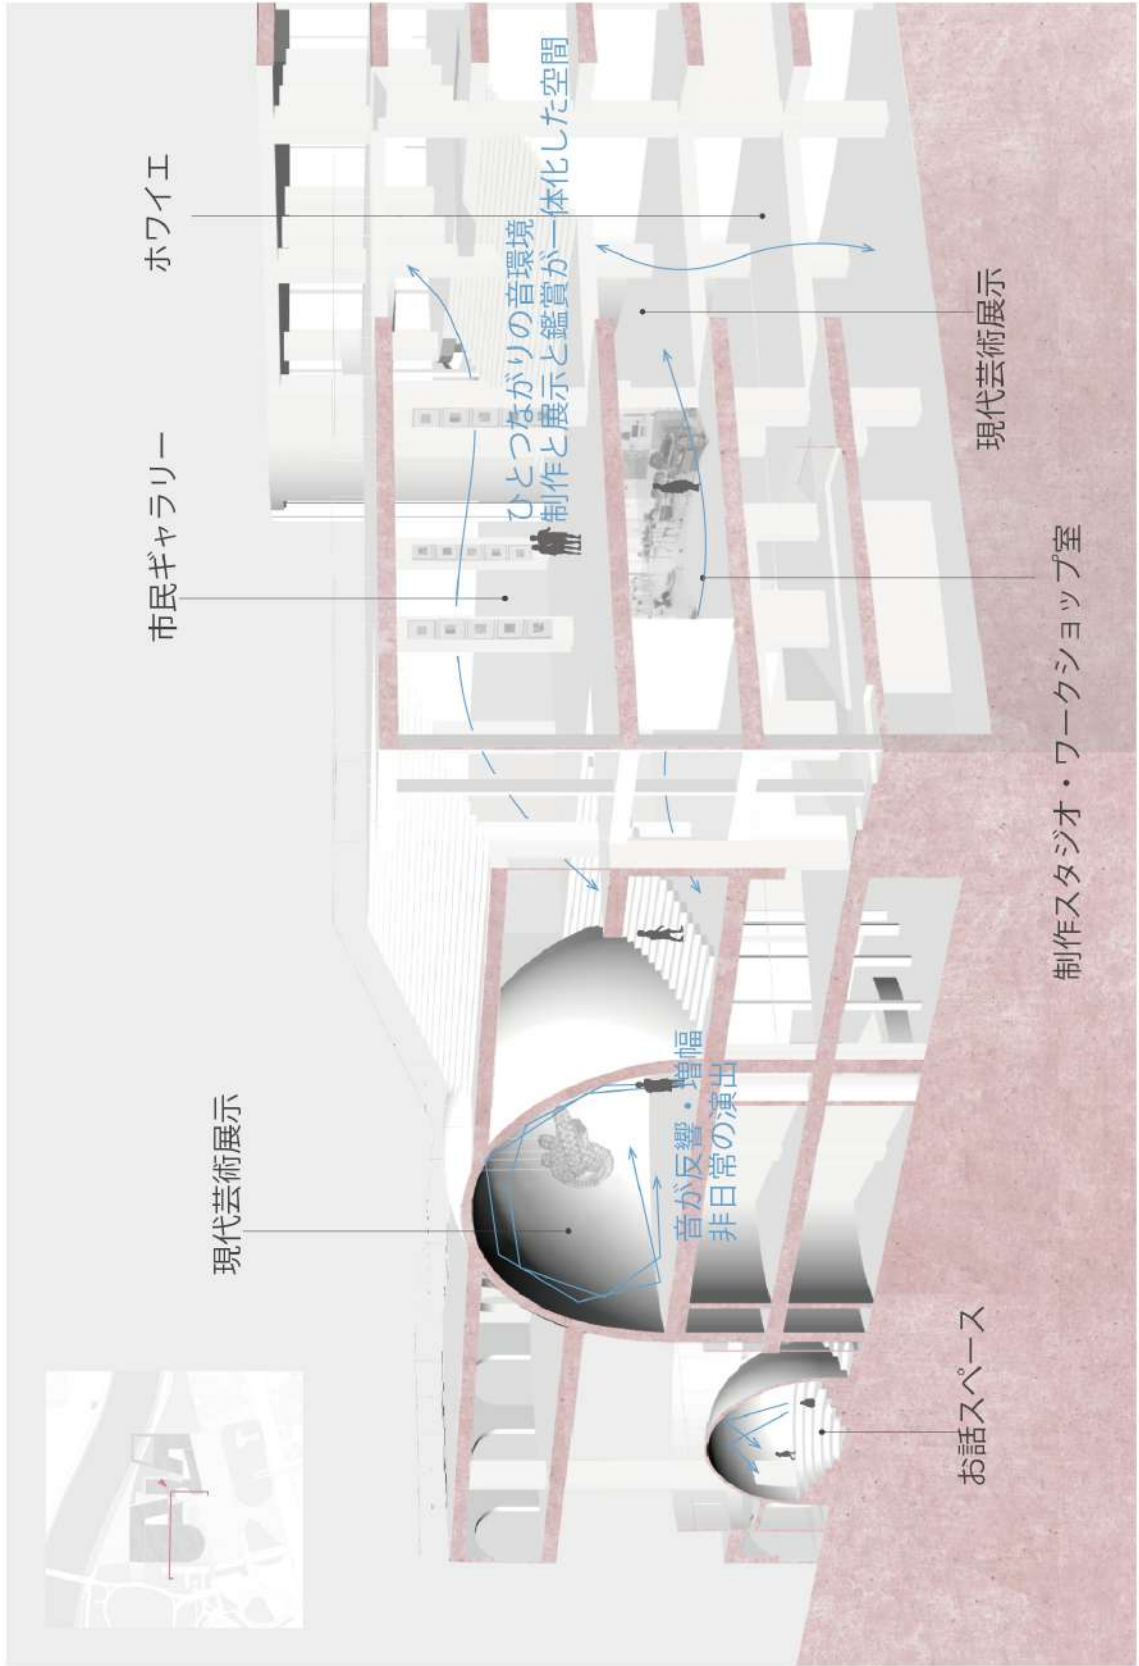 現代芸術展示
市民ギャラリー
ホワイエ
ひとつながりの音環境
制作と展示と鑑賞が一体化した空間
音が反響・増幅
非日常の演出
お話スペース
制作スタジオ・ワークショップ室
現代芸術展示